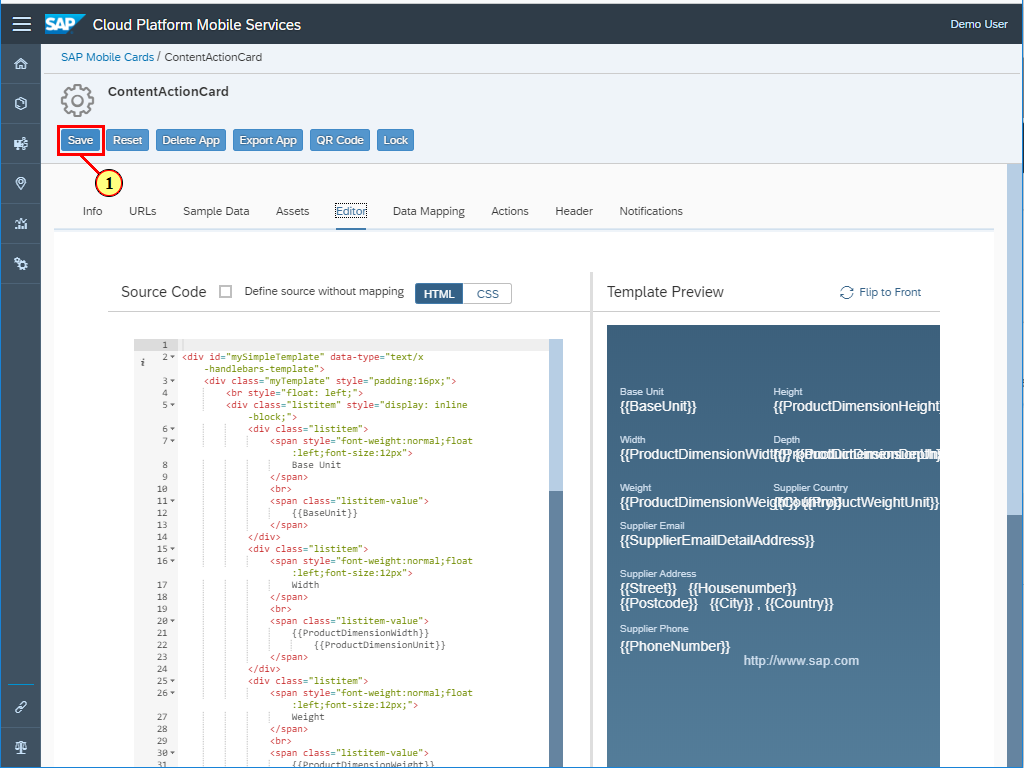 SAP Cloud Platform Mobile Services
Demo User
SAP Mobile Cards / ContentActionCard
ContentActionCard
Save Reset Delete App Export App QR Code Lock
1
Info URLs Sample Data Assets Editor Data Mapping Actions Header Notifications
Source Code Define source without mapping HTML CSS
1
i
2 <div id="mySimpleTemplate" data-type="text/x
-handlebars-template">
3 <div class="myTemplate" style="padding:16px;">
4 <br style="float: left;">
5 <div class="listitem" style="display: inline
-block;">
6 <div class="listitem">
7 <span style="font-weight:normal;float
:left;font-size:12px">
8 Base Unit
9 </span>
10 <br>
11 <span class="listitem-value">
12 {{BaseUnit}}
13 </span>
14 </div>
15 <div class="listitem">
16 <span style="font-weight:normal;float
:left;font-size:12px">
17 Width
18 </span>
19 <br>
20 <span class="listitem-value">
21 {{ProductDimensionWidth}}
22 {{ProductDimensionUnit}}
23 </span>
24 </div>
25 <div class="listitem">
26 <span style="font-weight:normal;float
:left;font-size:12px;">
27 Weight
28 </span>
29 <br>
30 <span class="listitem-value">
31 {{ProductDimensionWeight}}
Template Preview Flip to Front
Base Unit Height
{{BaseUnit}} {{ProductDimensionHeight
Width Depth
{{ProductDimensionWidth
Weight Supplier Country
{{ProductDimensionWeight {{ProductWeightUnit}}
Supplier Email
{{SupplierEmailDetailAddress}}
Supplier Address
{{Street}} {{Housenumber}}
{{Postcode}} {{City}} , {{Country}}
Supplier Phone
{{PhoneNumber}}
http://www.sap.com